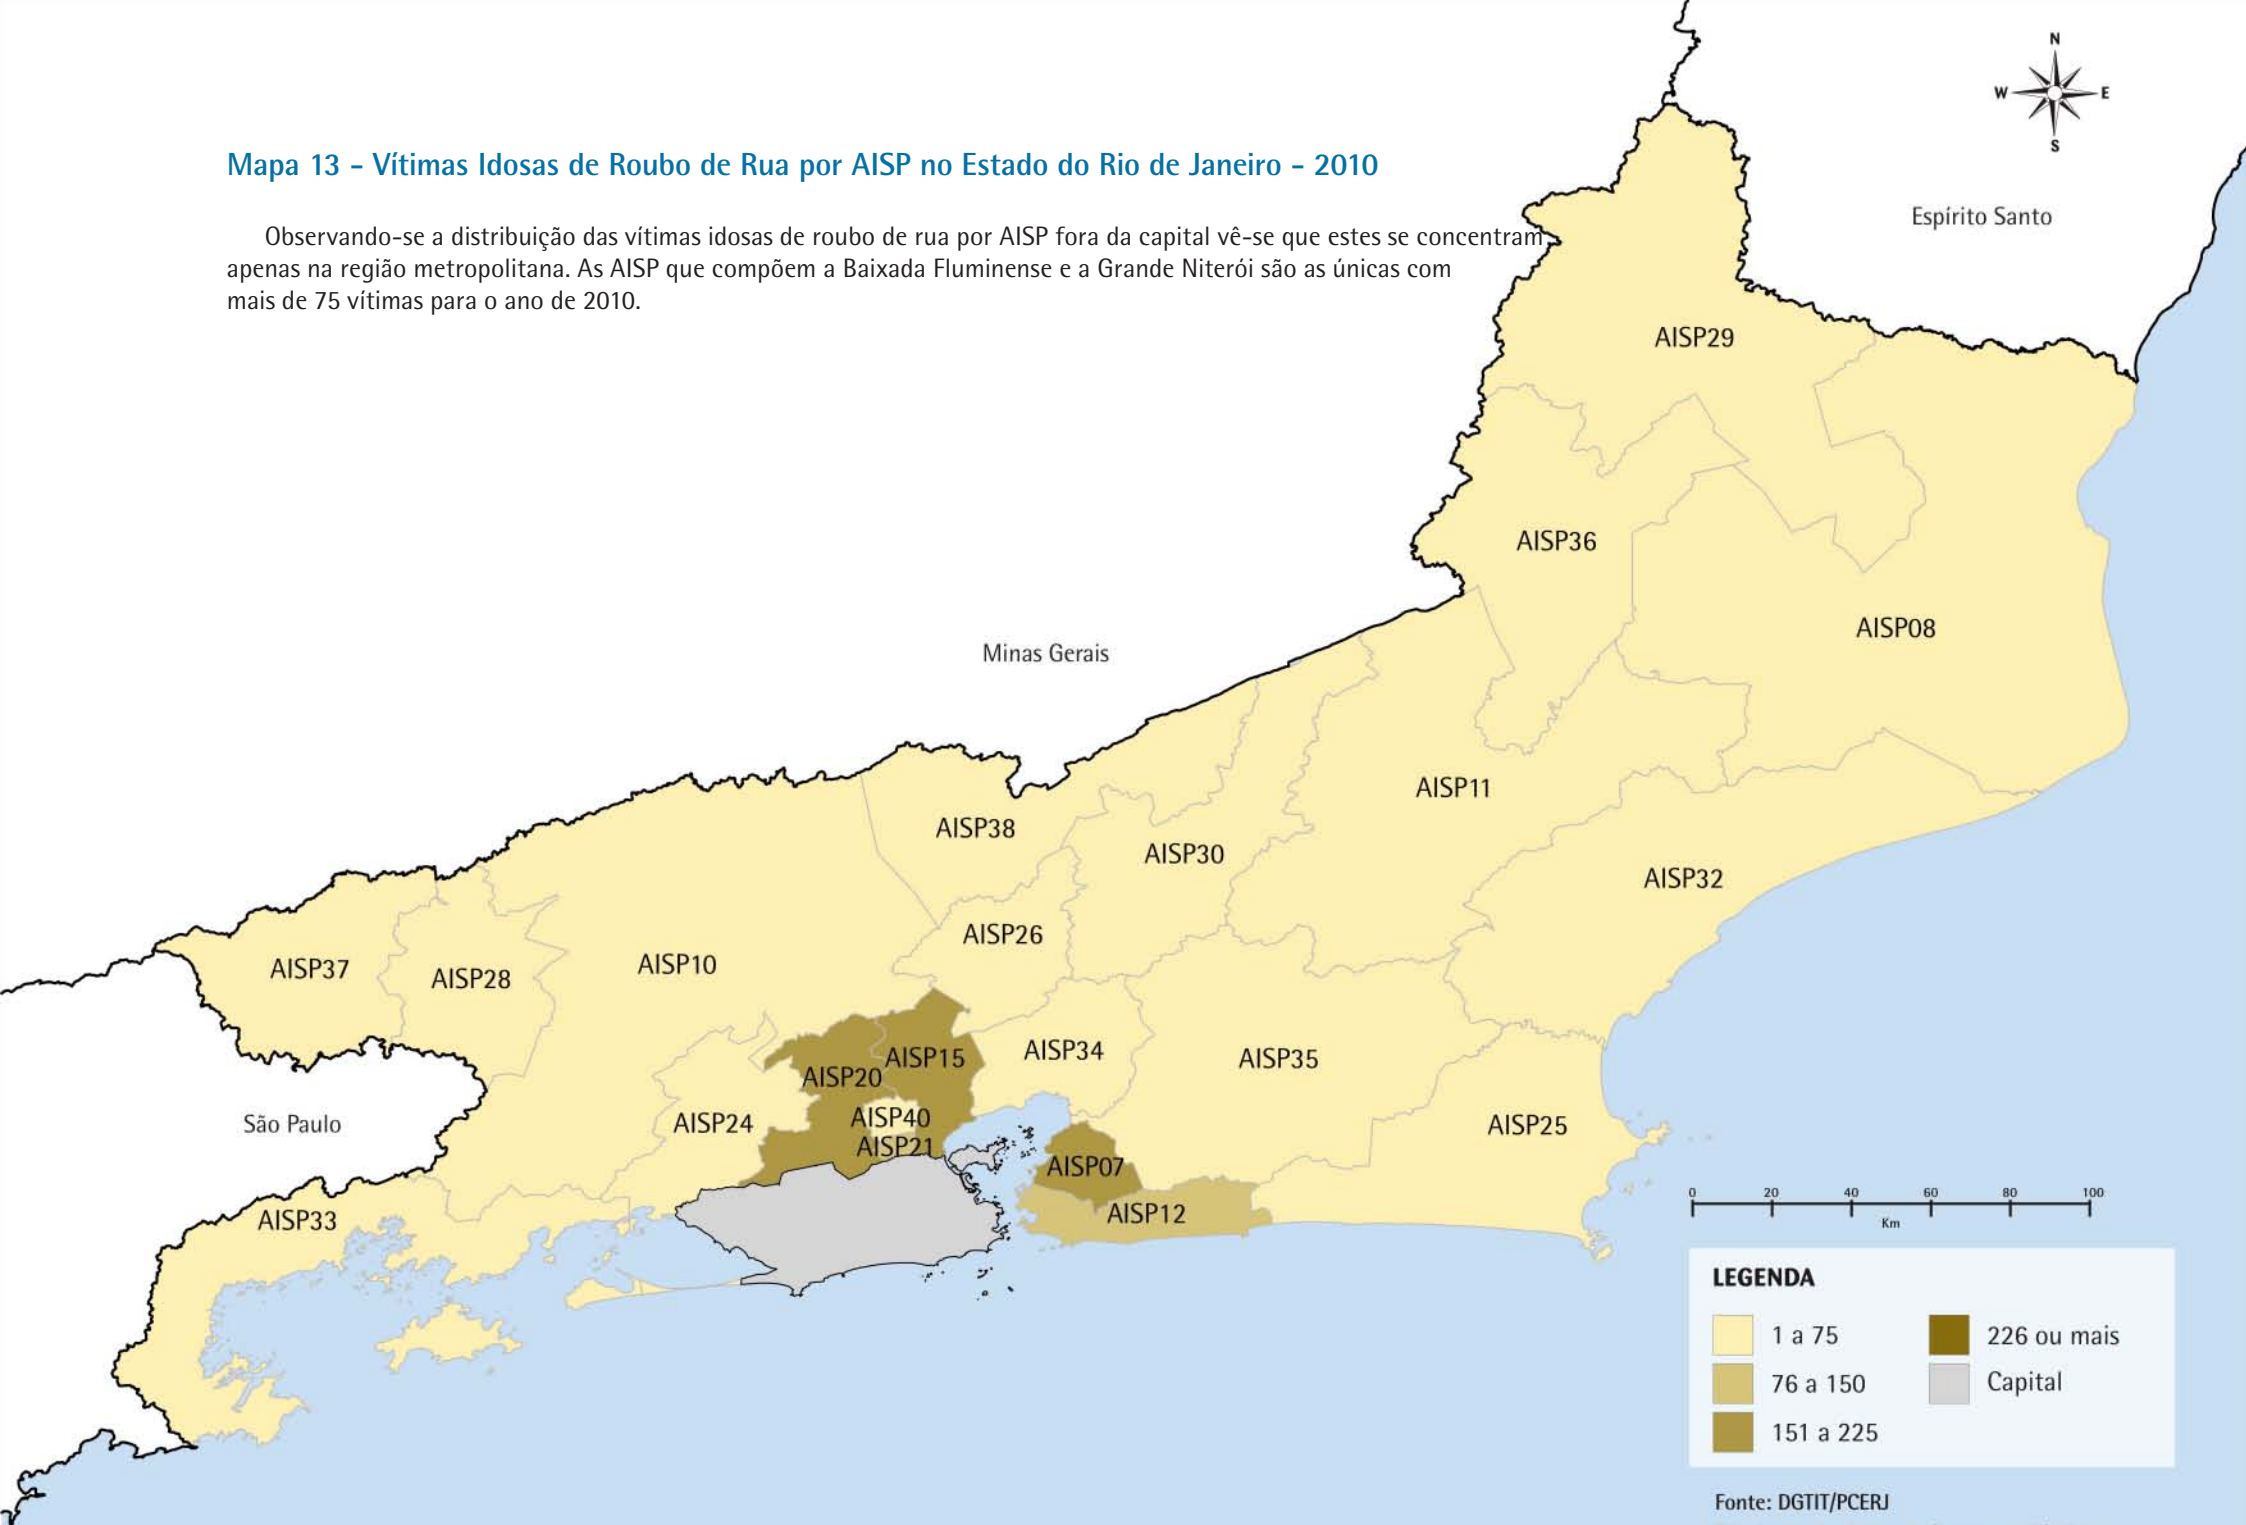 N
W
E
S
Mapa 13 - Vítimas Idosas de Roubo de Rua por AISP no Estado do Rio de Janeiro - 2010
Observando-se a distribuição das vítimas idosas de roubo de rua por AISP fora da capital vê-se que estes se concentram
apenas na região metropolitana. As AISP que compõem a Baixada Fluminense e a Grande Niterói são as únicas com
mais de 75 vítimas para o ano de 2010.
Espírito Santo
AISP29
AISP36
AISP08
Minas Gerais
AISP11
AISP38
AISP30
AISP32
AISP26
AISP37
AISP28
AISP10
AISP34
AISP15
AISP35
AISP20
AISP40
AISP24
São Paulo
AISP25
AISP21
AISP07
AISP12
AISP33
0 20 40 60 80 100
Km
LEGENDA
1 a 75
226 ou mais
76 a 150
Capital
151 a 225
Fonte: DGTIT/PCERJ